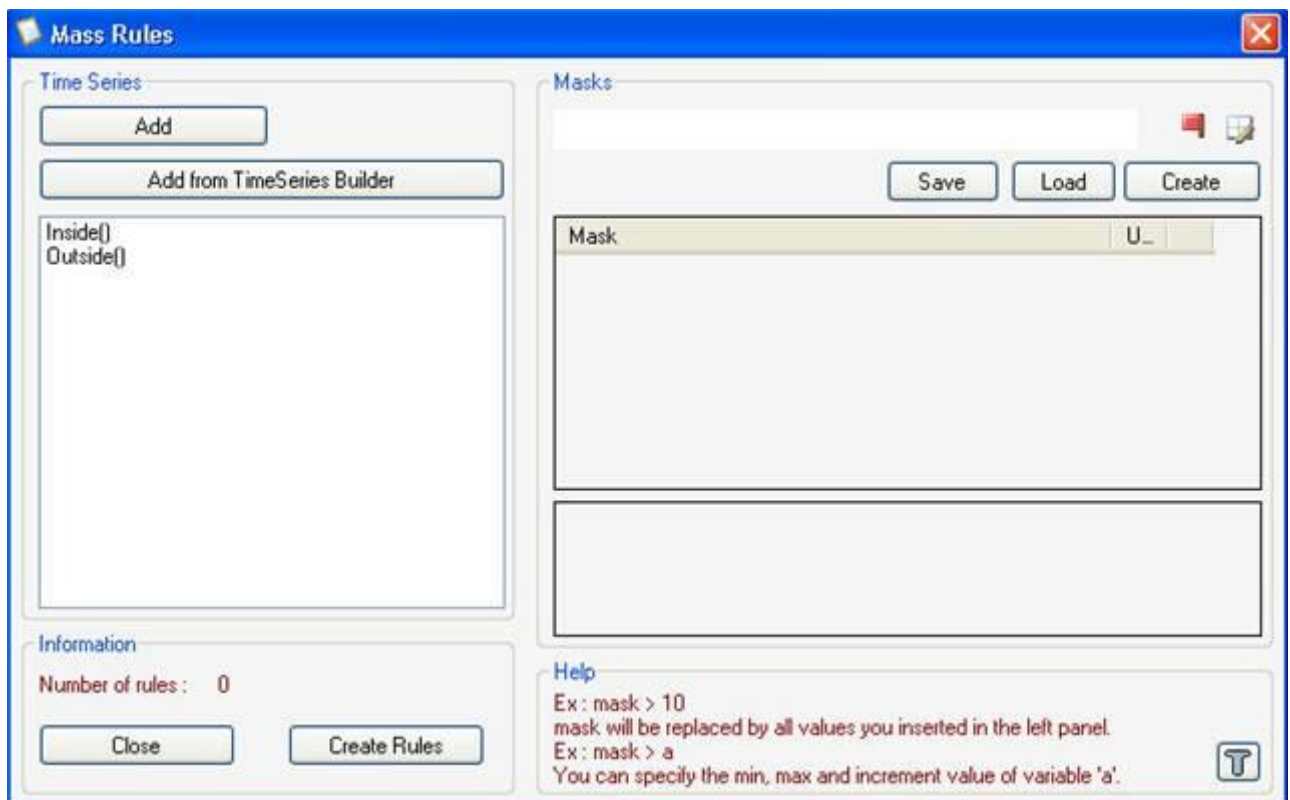 Mass Rules
Time Series
Add
Add from TimeSeries Builder
Inside()
Outside()
Information
Number of rules : 0
Close
Create Rules
Masks
Save
Load
Create
Mask
U...
Help
Ex : mask > 10
mask will be replaced by all values you inserted in the left panel.
Ex : mask > a
You can specify the min, max and increment value of variable 'a'.
T